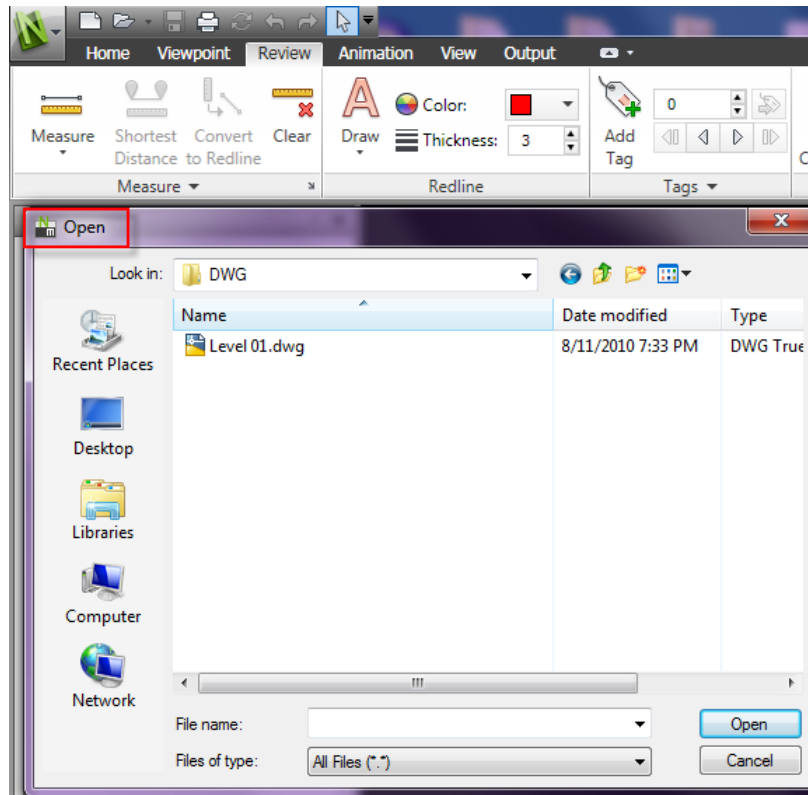 Home Viewpoint Review Animation View Output
Measure Shortest Distance Convert to Redline Clear Draw Color: Thickness: 3 Add Tag 0
Measure Redline Tags
Open
Look in: DWG
Name Date modified Type
Level 01.dwg 8/11/2010 7:33 PM DWG True
Recent Places
Desktop
Libraries
Computer
Network
File name: Open
Files of type: All Files (*.*) Cancel